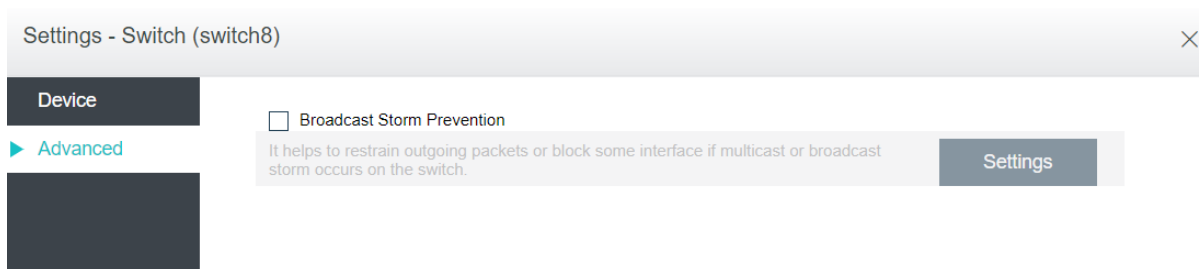 Settings - Switch (switch8)
Device
Advanced
Broadcast Storm Prevention
It helps to restrain outgoing packets or block some interface if multicast or broadcast
storm occurs on the switch.
Settings